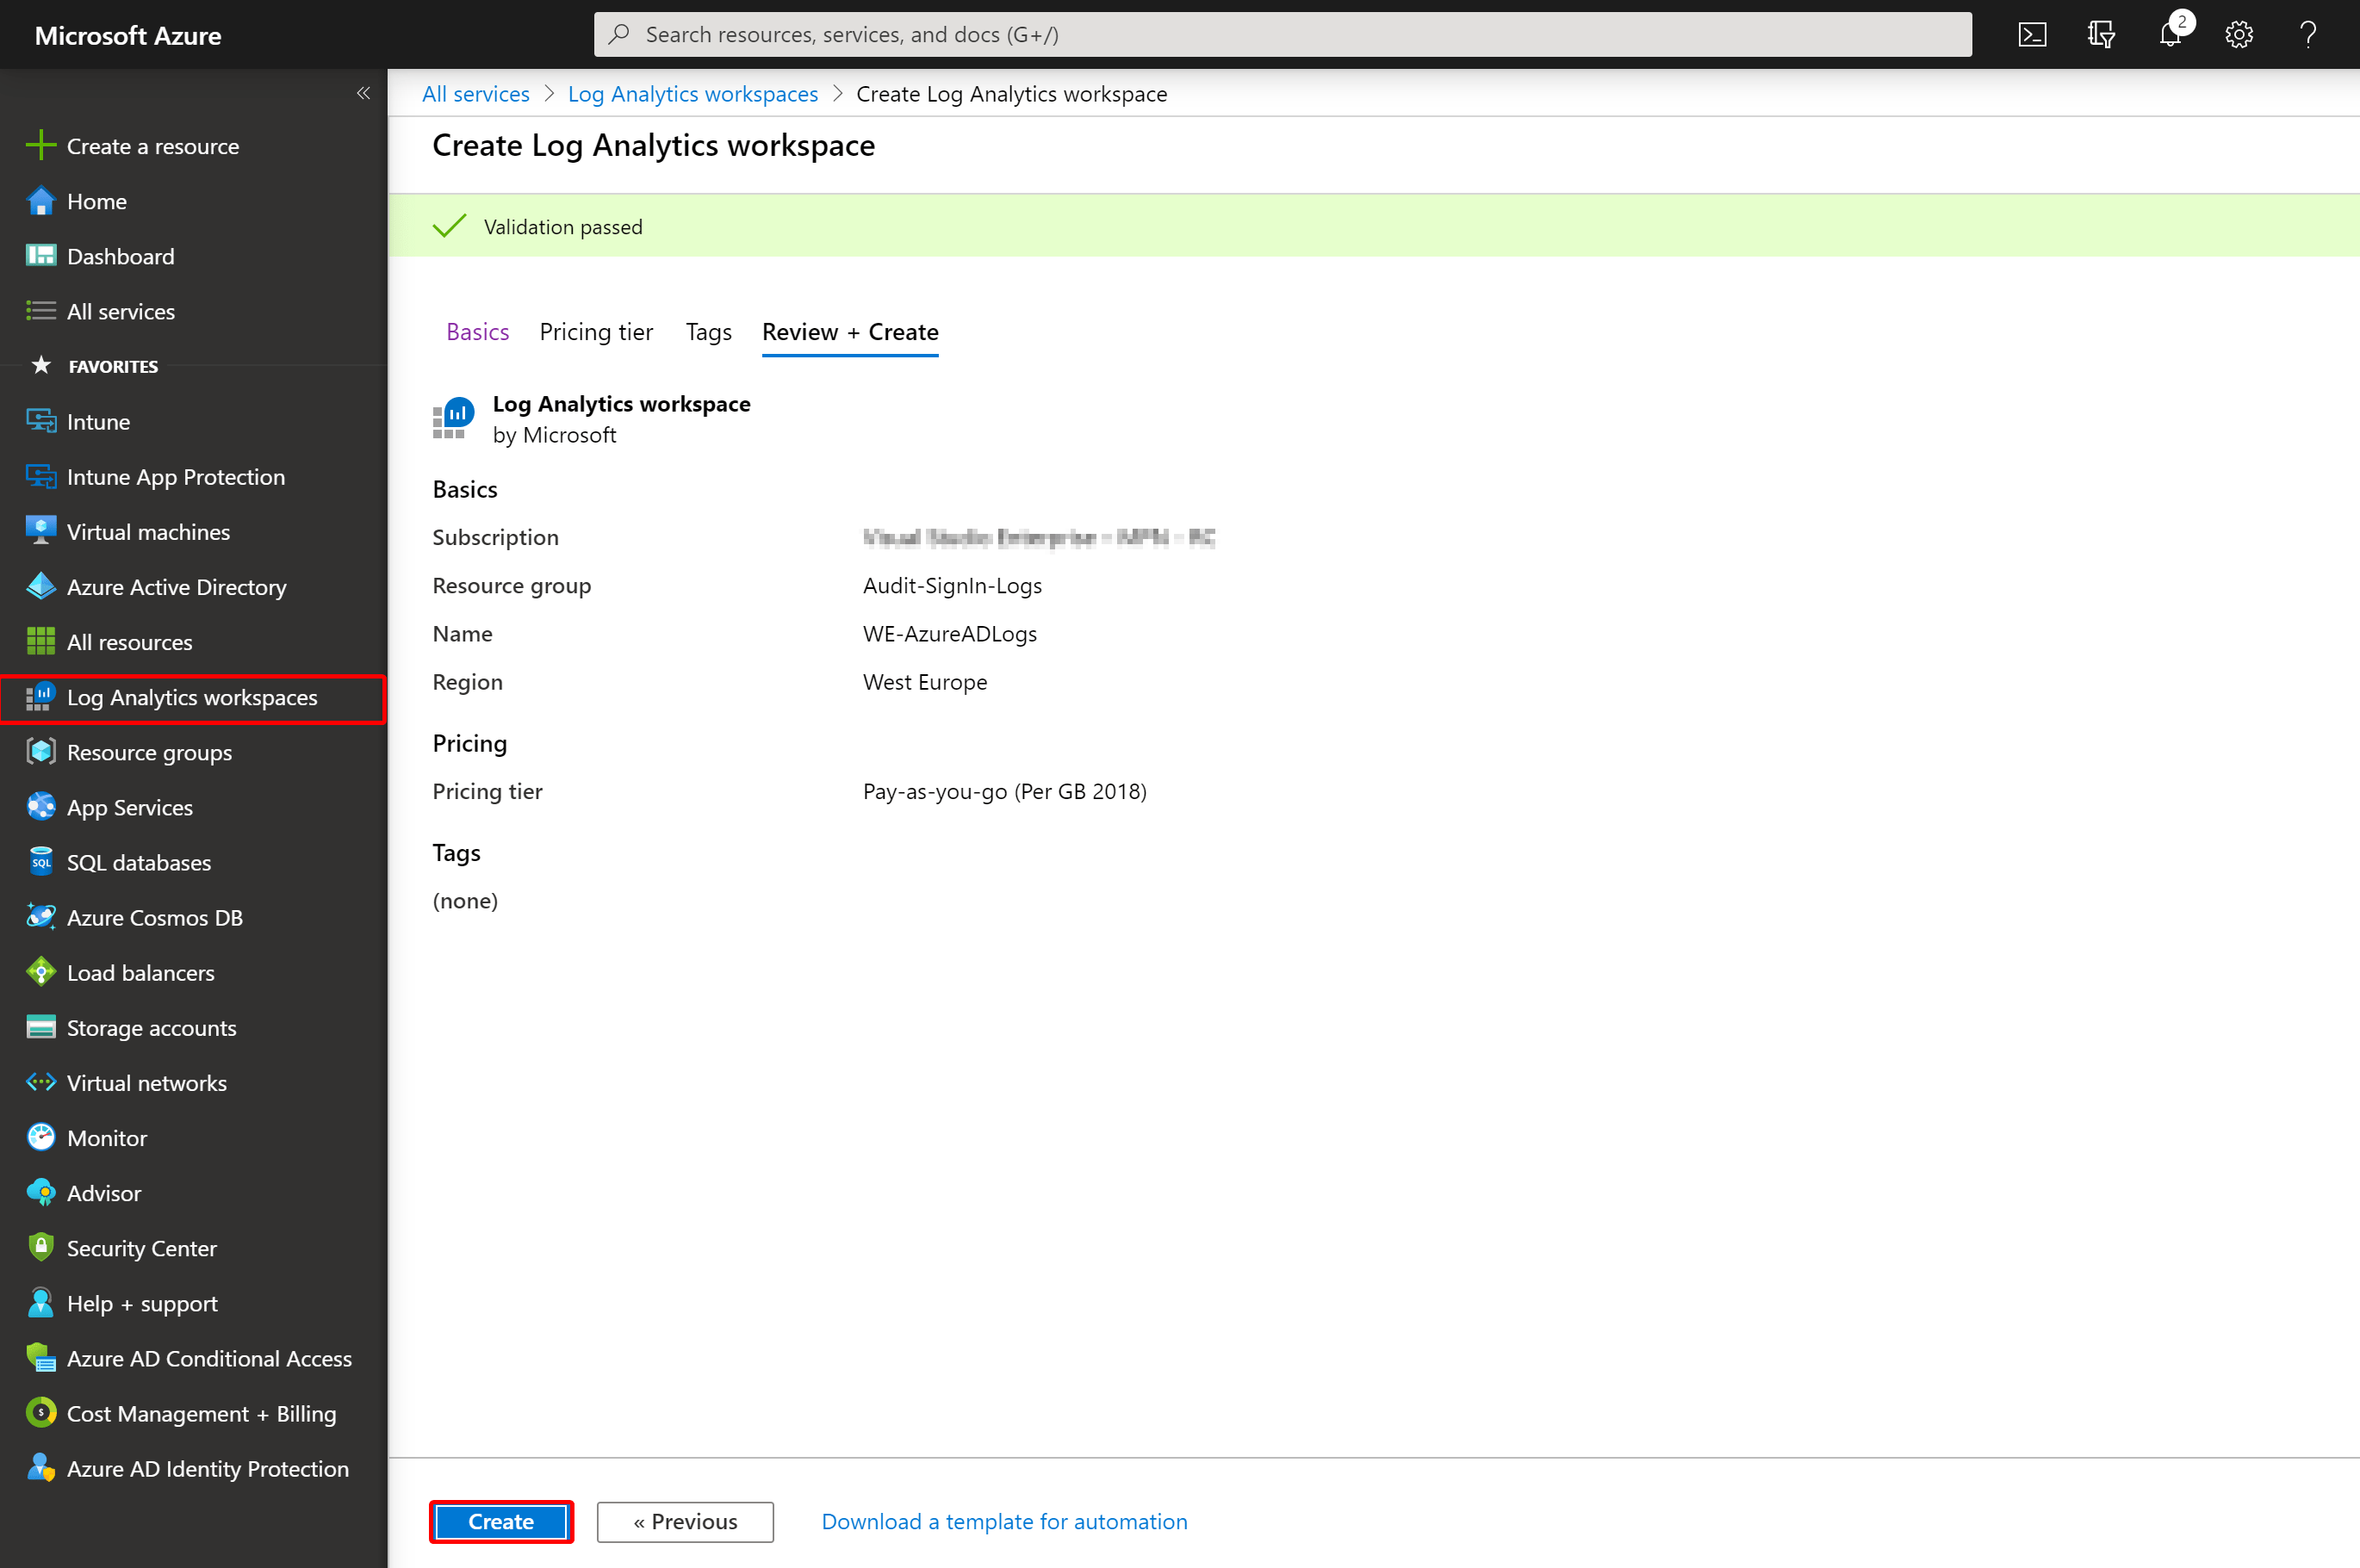 Microsoft Azure
Search resources, services, and docs (G+/)
2
«
All services > Log Analytics workspaces > Create Log Analytics workspace
Create a resource
Home
Dashboard
All services
FAVORITES
Intune
Intune App Protection
Virtual machines
Azure Active Directory
All resources
Log Analytics workspaces
Resource groups
App Services
SQL databases
SQL
Azure Cosmos DB
Load balancers
Storage accounts
Virtual networks
Monitor
Advisor
Security Center
Help + support
Azure AD Conditional Access
Cost Management + Billing
Azure AD Identity Protection
Create Log Analytics workspace
Validation passed
Basics Pricing tier Tags Review + Create
Log Analytics workspace
by Microsoft
Basics
Subscription
Resource group Audit-SignIn-Logs
Name WE-AzureADLogs
Region West Europe
Pricing
Pricing tier Pay-as-you-go (Per GB 2018)
Tags
(none)
Create « Previous Download a template for automation